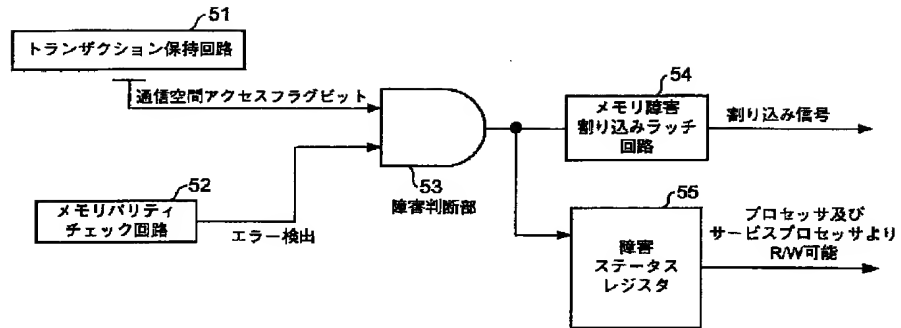 51
トランザクション保持回路
通信空間アクセスフラグビット
52
メモリパリティ
チェック回路
エラー検出
53
障害判断部
54
メモリ障害
割り込みラッチ
回路
割り込み信号
55
障害
ステータス
レジスタ
プロセッサ及び
サービスプロセッサより
R/W可能